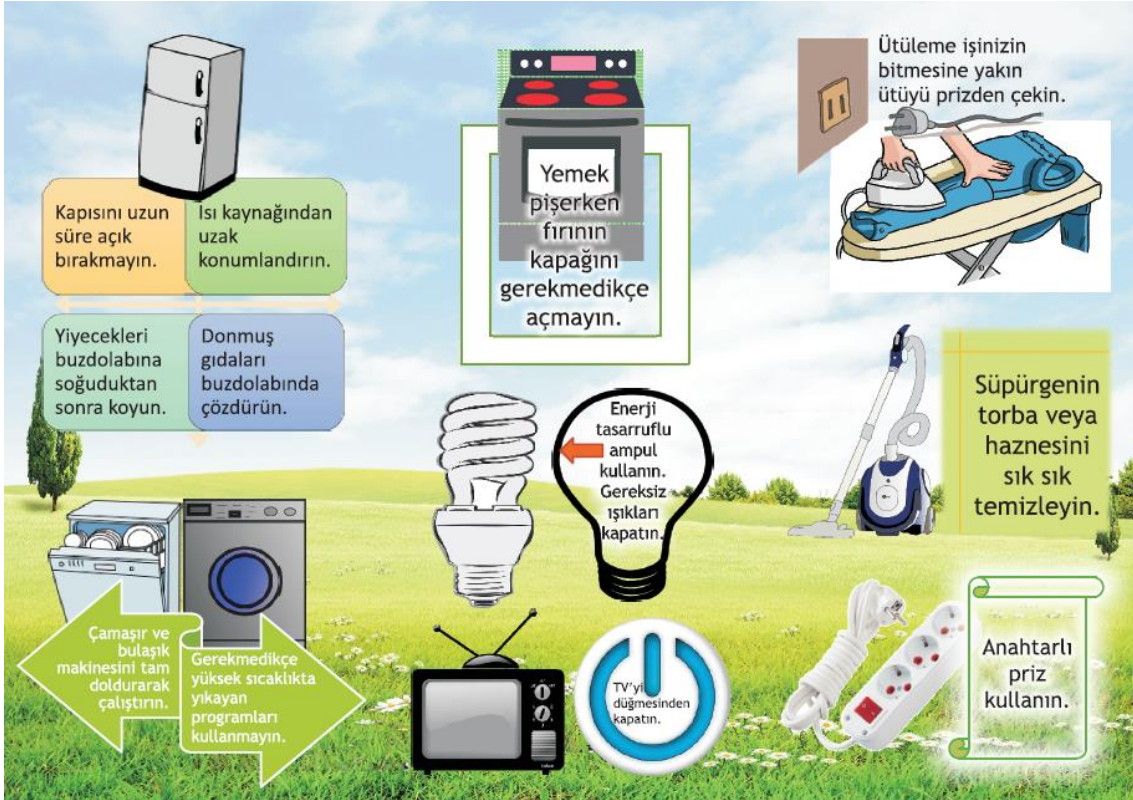 Kapısını uzun
süre açık
bırakmayın.
Isı kaynağından
uzak
konumlandırın.
Yiyecekleri
buzdolabına
soğuduktan
sonra koyun.
Donmuş
gıdaları
buzdolabında
çözdürün.
Yemek
pişerken
fırının
kapağını
gerekmedikçe
açmayın.
Ütüleme işinizin
bitmesine yakın
ütüyü prizden çekin.
Enerji
tasarruflu
ampul
kullanın.
Gereksiz
ışıkları
kapatın.
Süpürgenin
torba veya
haznesini
sık sık
temizleyin.
Çamaşır ve
bulaşık
makinesini tam
doldurarak
çalıştırın.
Gerekmedikçe
yüksek sıcaklıkta
yıkayan
programları
kullanmayın.
TV'yi
düğmesinden
kapatın.
Anahtarlı
priz
kullanın.